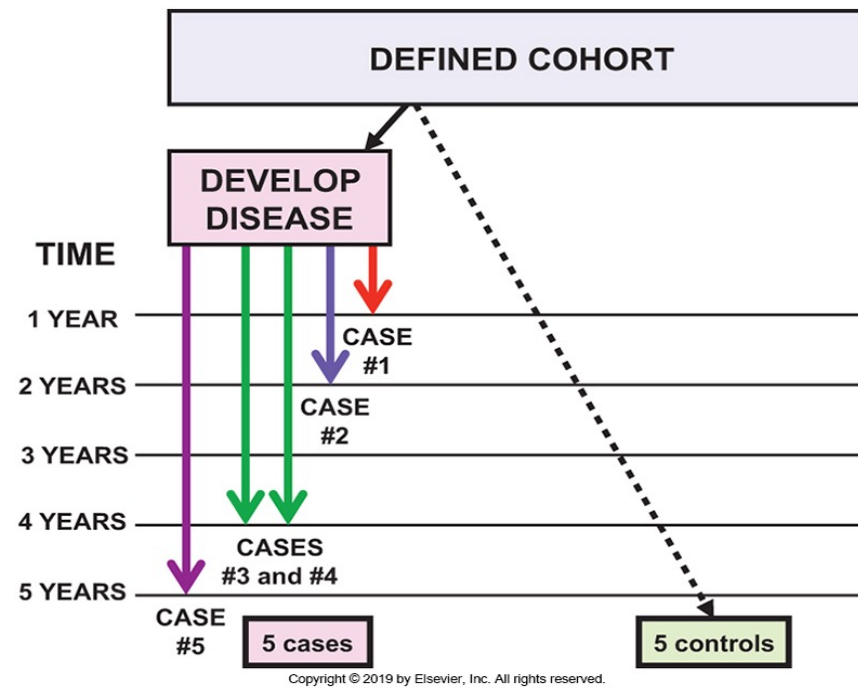 DEFINED COHORT
DEVELOP
DISEASE
TIME
1 YEAR
CASE
#1
2 YEARS
CASE
#2
3 YEARS
4 YEARS
CASES
#3 and #4
5 YEARS
CASE
#5
5 cases
5 controls
Copyright © 2019 by Elsevier, Inc. All rights reserved.